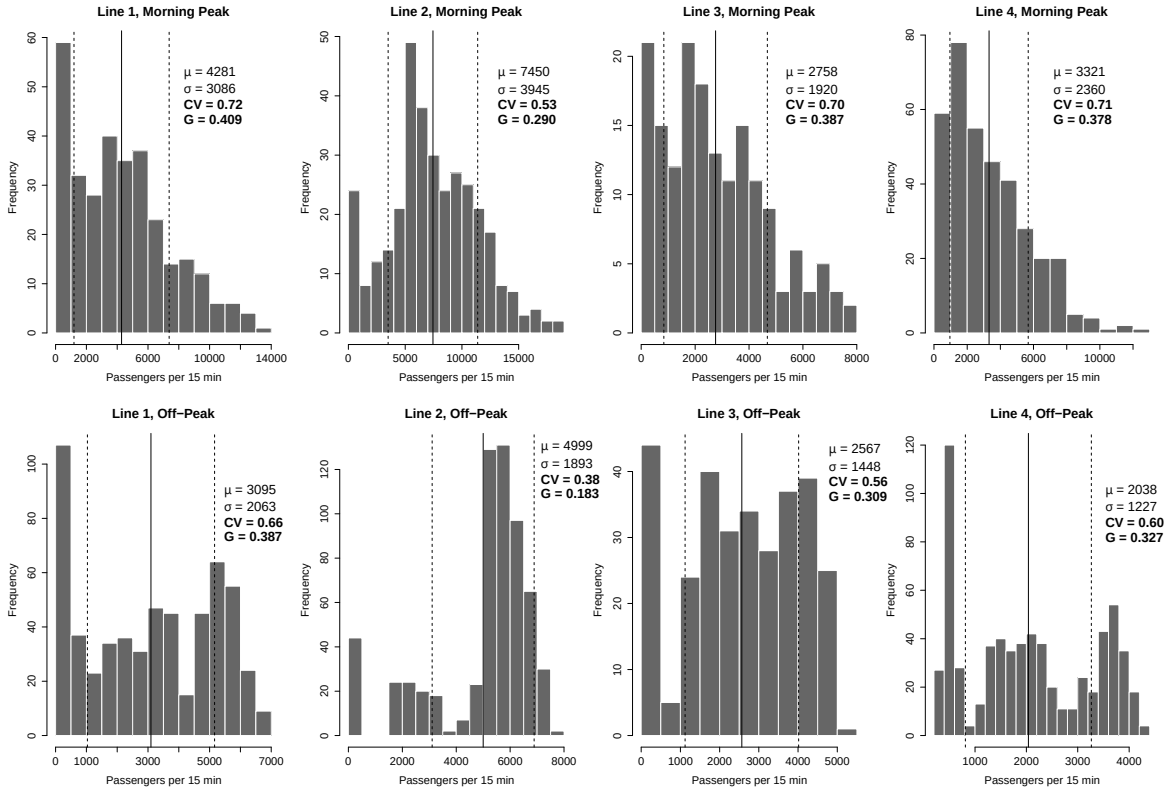 Line 1, Morning Peak
Frequency
0 10 20 30 40 50 60
µ = 4281
σ = 3086
CV = 0.72
G = 0.409
0 2000 6000 10000 14000
Passengers per 15 min
Line 2, Morning Peak
Frequency
0 10 20 30 40 50
µ = 7450
σ = 3945
CV = 0.53
G = 0.290
0 5000 10000 15000
Passengers per 15 min
Line 3, Morning Peak
Frequency
0 5 10 15 20
µ = 2758
σ = 1920
CV = 0.70
G = 0.387
0 2000 4000 6000 8000
Passengers per 15 min
Line 4, Morning Peak
Frequency
0 20 40 60 80
µ = 3321
σ = 2360
CV = 0.71
G = 0.378
0 2000 6000 10000
Passengers per 15 min
Line 1, Off−Peak
Frequency
0 20 40 60 80 100
µ = 3095
σ = 2063
CV = 0.66
G = 0.387
0 1000 3000 5000 7000
Passengers per 15 min
Line 2, Off−Peak
Frequency
0 20 40 60 80 100 120
µ = 4999
σ = 1893
CV = 0.38
G = 0.183
0 2000 4000 6000 8000
Passengers per 15 min
Line 3, Off−Peak
Frequency
0 10 20 30 40
µ = 2567
σ = 1448
CV = 0.56
G = 0.309
0 1000 2000 3000 4000 5000
Passengers per 15 min
Line 4, Off−Peak
Frequency
0 20 40 60 80 100 120
µ = 2038
σ = 1227
CV = 0.60
G = 0.327
1000 2000 3000 4000
Passengers per 15 min